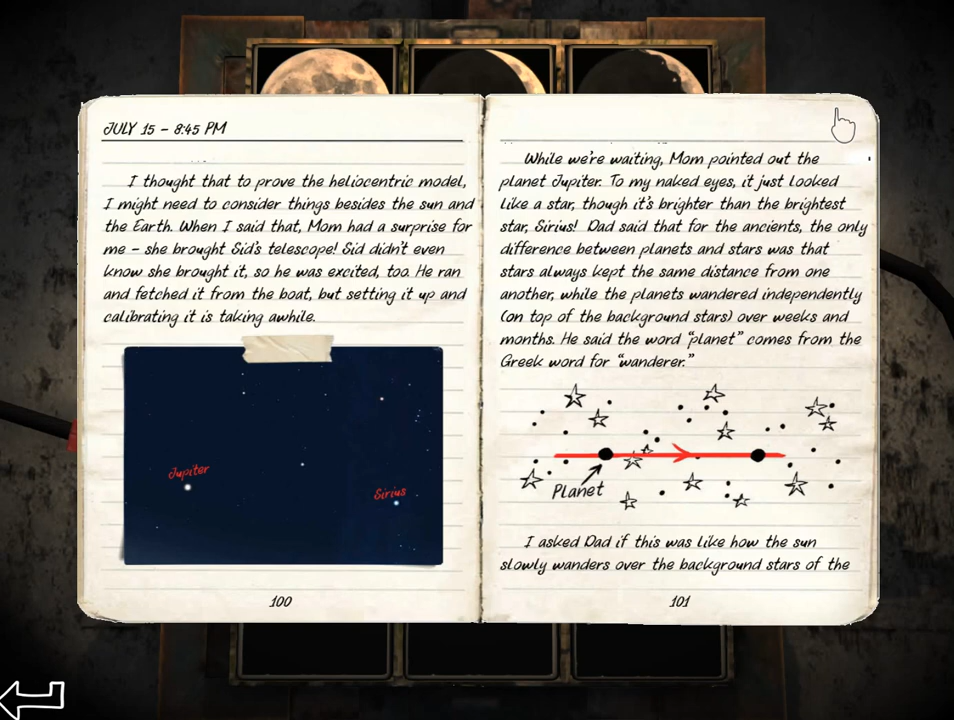 JULY 15 - 8:45 PM
I thought that to prove the heliocentric model,
I might need to consider things besides the sun and
the Earth. When I said that, Mom had a surprise for
me - she brought Sid's telescope! Sid didn't even
know she brought it, so he was excited, too. He ran
and fetched it from the boat, but setting it up and
calibrating it is taking awhile.
Jupiter
Sirius
100
While we're waiting, Mom pointed out the
planet Jupiter. To my naked eyes, it just looked
like a star, though it's brighter than the brightest
star, Sirius! Dad said that for the ancients, the only
difference between planets and stars was that
stars always kept the same distance from one
another, while the planets wandered independently
(on top of the background stars) over weeks and
months. He said the word "planet" comes from the
Greek word for "wanderer."
Planet
I asked Dad if this was like how the sun
slowly wanders over the background stars of the
101